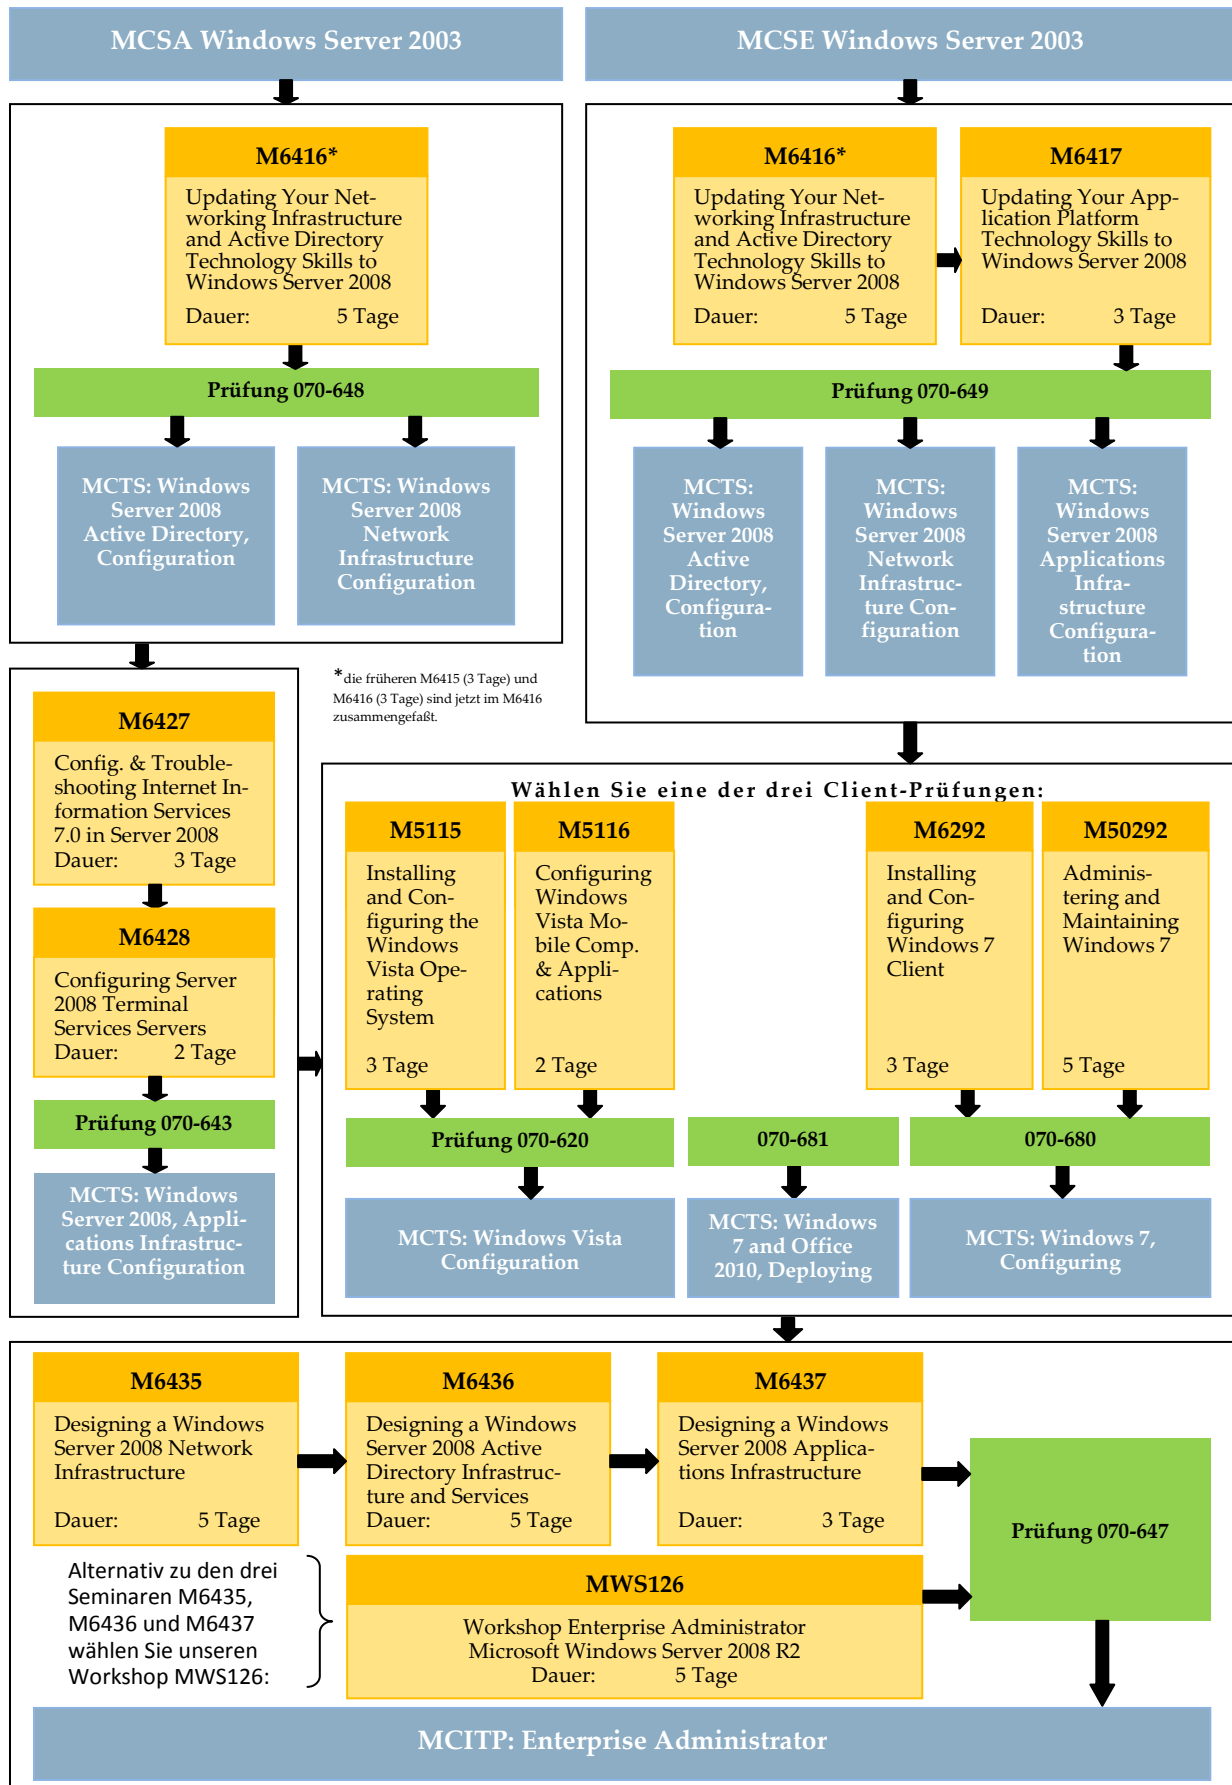 MCSA Windows Server 2003
MCSE Windows Server 2003
M6416*
Updating Your Net-
working Infrastructure
and Active Directory
Technology Skills to
Windows Server 2008
Dauer: 5 Tage
Prüfung 070-648
MCTS: Windows
Server 2008
Active Directory,
Configuration
MCTS: Windows
Server 2008
Network
Infrastructure
Configuration
M6416*
Updating Your Net-
working Infrastructure
and Active Directory
Technology Skills to
Windows Server 2008
Dauer: 5 Tage
M6417
Updating Your App-
lication Platform
Technology Skills to
Windows Server 2008
Dauer: 3 Tage
Prüfung 070-649
MCTS:
Windows
Server 2008
Active
Directory,
Configura-
tion
MCTS:
Windows
Server 2008
Network
Infrastruc-
ture Con-
figuration
MCTS:
Windows
Server 2008
Applications
Infra-
structure
Configura-
tion
*die früheren M6415 (3 Tage) und
M6416 (3 Tage) sind jetzt im M6416
zusammengefaßt.
M6427
Config. & Trouble-
shooting Internet In-
formation Services
7.0 in Server 2008
Dauer: 3 Tage
M6428
Configuring Server
2008 Terminal
Services Servers
Dauer: 2 Tage
Prüfung 070-643
MCTS: Windows
Server 2008, Appli-
cations Infrastruc-
ture Configuration
Wählen Sie eine der drei Client-Prüfungen:
M5115
Installing
and Con-
figuring the
Windows
Vista Ope-
rating
System
3 Tage
M5116
Configuring
Windows
Vista Mo-
bile Comp.
& Appli-
cations
2 Tage
M6292
Installing
and Con-
figuring
Windows 7
Client
3 Tage
M50292
Adminis-
tering and
Maintaining
Windows 7
5 Tage
Prüfung 070-620
070-681
070-680
MCTS: Windows Vista
Configuration
MCTS: Windows
7 and Office
2010, Deploying
MCTS: Windows 7,
Configuring
M6435
Designing a Windows
Server 2008 Network
Infrastructure
Dauer: 5 Tage
M6436
Designing a Windows
Server 2008 Active
Directory Infrastruc-
ture and Services
Dauer: 5 Tage
M6437
Designing a Windows
Server 2008 Applica-
tions Infrastructure
Dauer: 3 Tage
Prüfung 070-647
Alternativ zu den drei
Seminaren M6435,
M6436 und M6437
wählen Sie unseren
Workshop MWS126:
MWS126
Workshop Enterprise Administrator
Microsoft Windows Server 2008 R2
Dauer: 5 Tage
MCITP: Enterprise Administrator